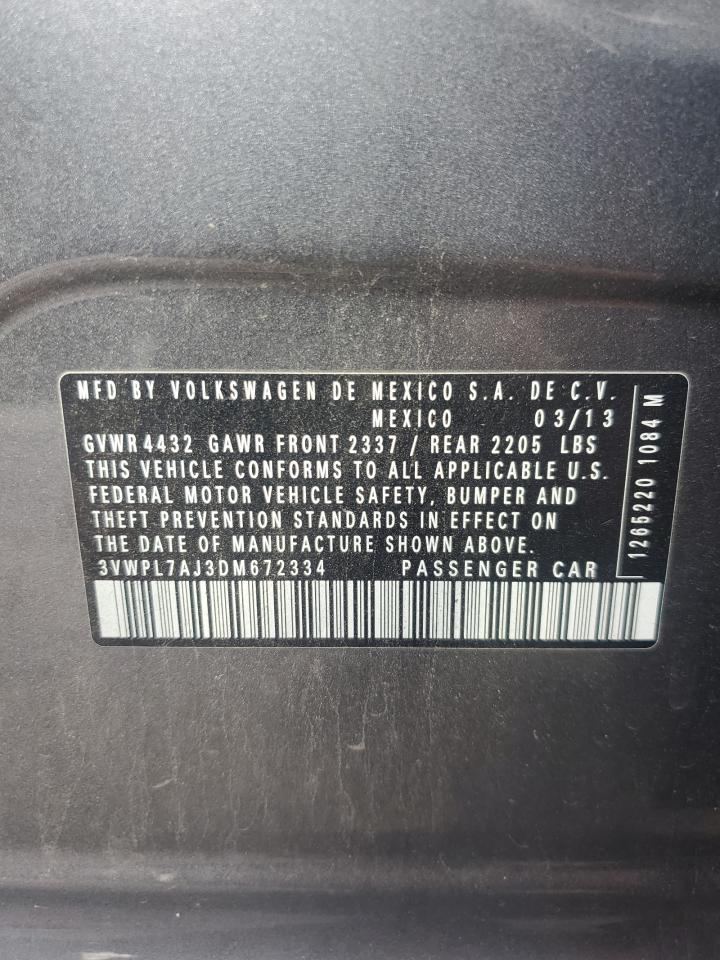 MFD BY VOLKSWAGEN DE MEXICO S.A. DE C.V.
MEXICO 03/13
GVWR 4432 GAWR FRONT 2337 / REAR 2205 LBS
THIS VEHICLE CONFORMS TO ALL APPLICABLE U.S.
FEDERAL MOTOR VEHICLE SAFETY, BUMPER AND
THEFT PREVENTION STANDARDS IN EFFECT ON
THE DATE OF MANUFACTURE SHOWN ABOVE.
3VWPL7AJ3DM672334 PASSENGER CAR
1265220 1084 M